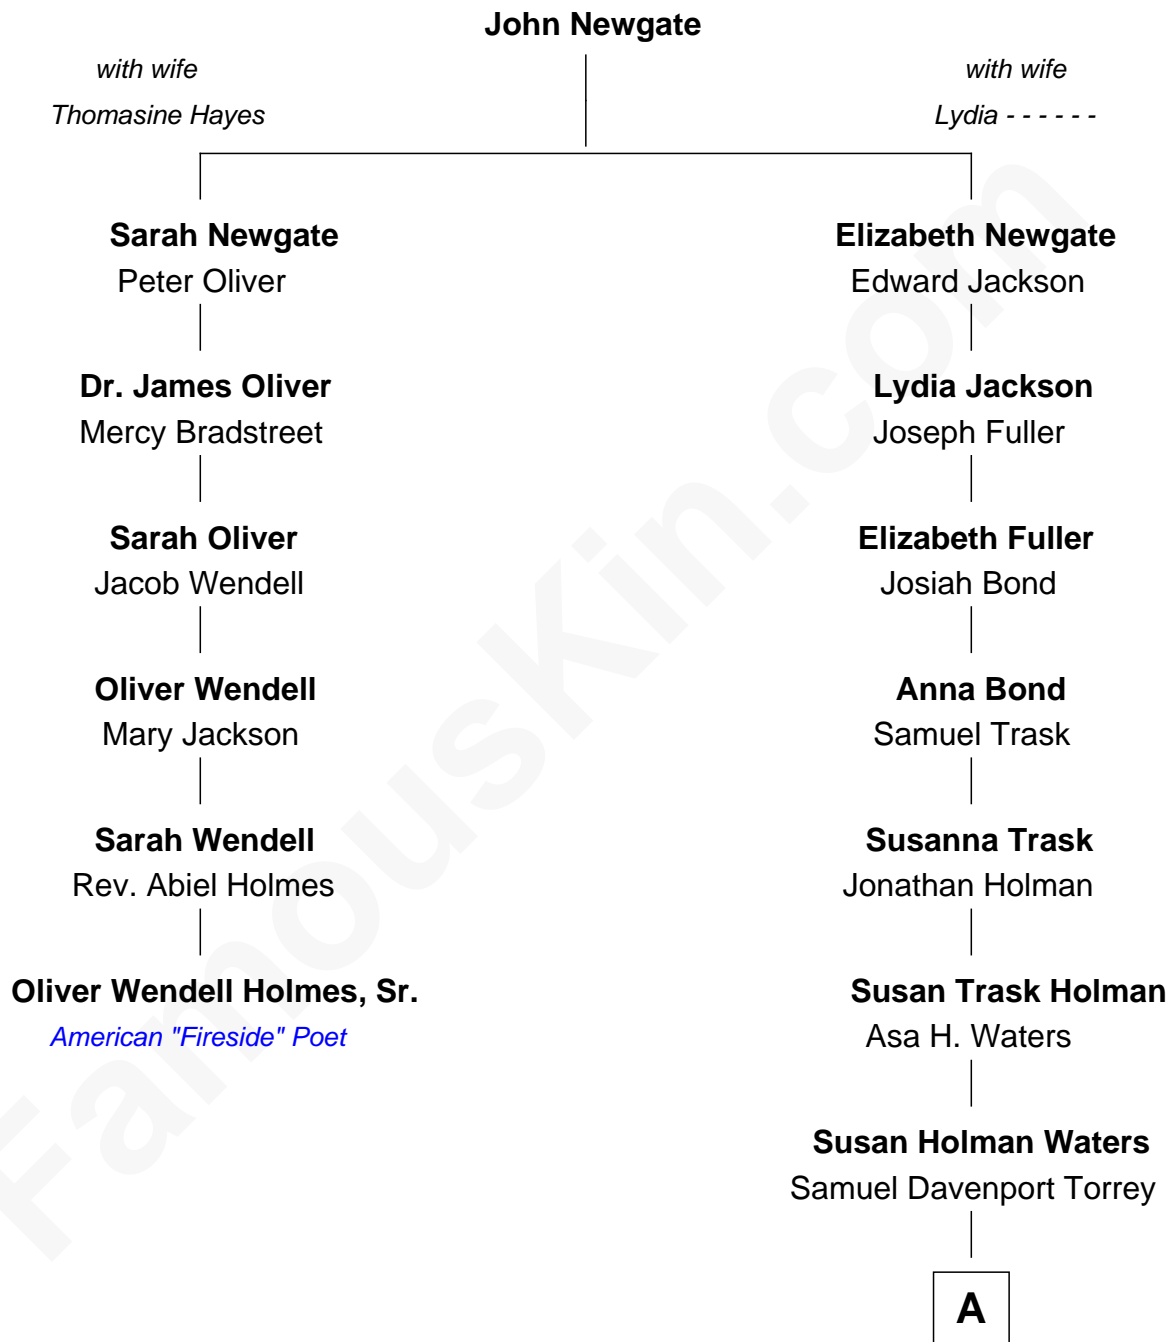 John Newgate
with wife
Thomasine Hayes
with wife
Lydia - - - - - -
Sarah Newgate
Peter Oliver
Dr. James Oliver
Mercy Bradstreet
Sarah Oliver
Jacob Wendell
Oliver Wendell
Mary Jackson
Sarah Wendell
Rev. Abiel Holmes
Oliver Wendell Holmes, Sr.
American "Fireside" Poet
Elizabeth Newgate
Edward Jackson
Lydia Jackson
Joseph Fuller
Elizabeth Fuller
Josiah Bond
Anna Bond
Samuel Trask
Susanna Trask
Jonathan Holman
Susan Trask Holman
Asa H. Waters
Susan Holman Waters
Samuel Davenport Torrey
A
FamousKin.com